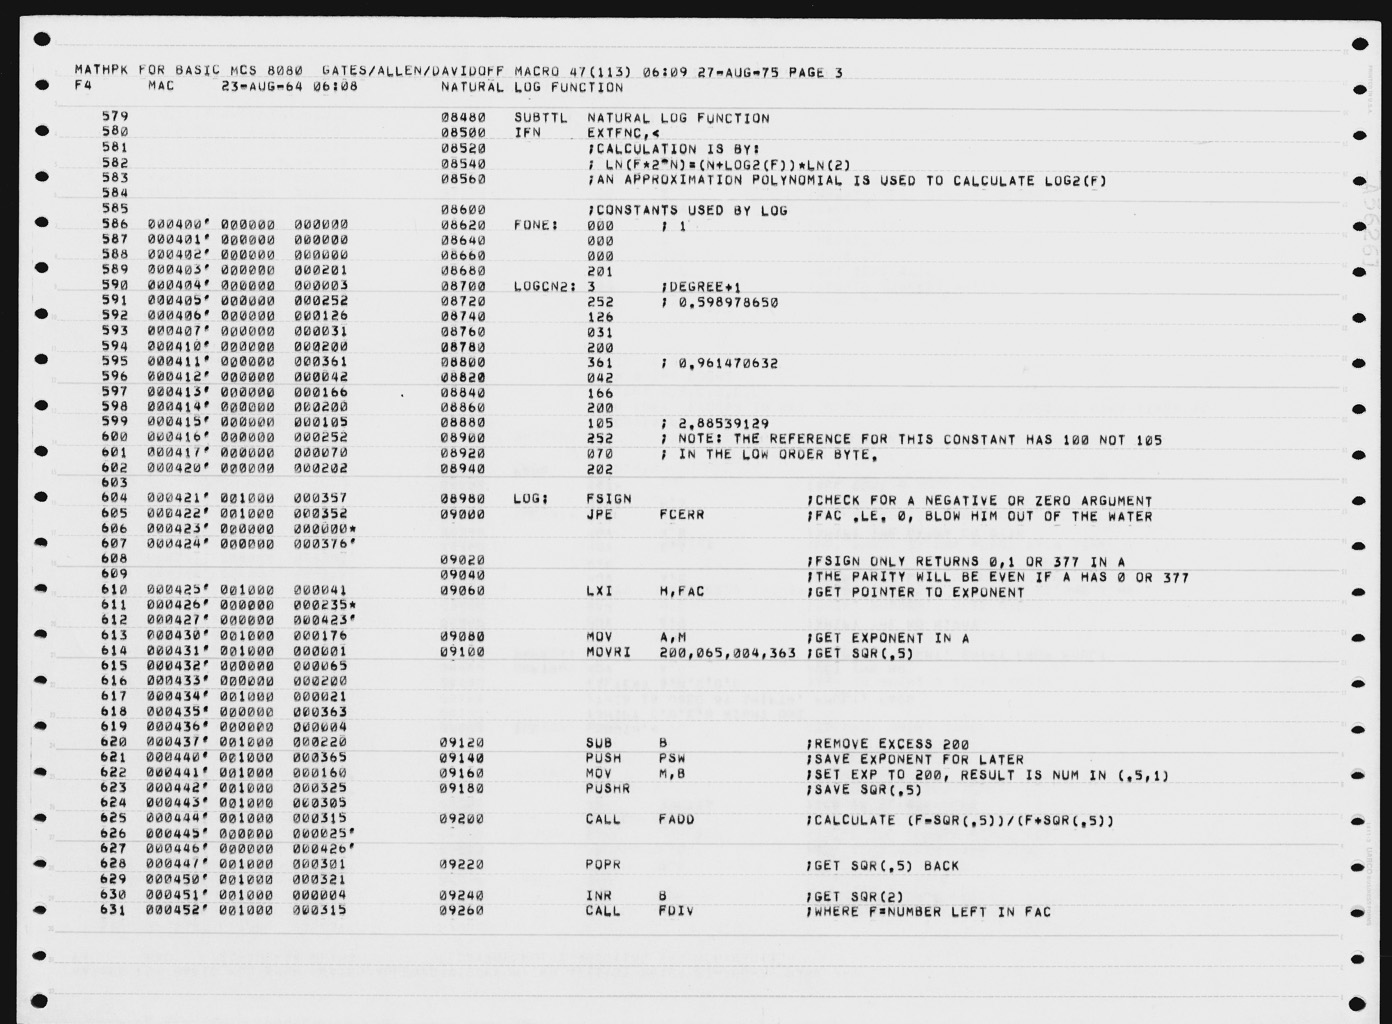 MATHPK FOR BASIC MCS 8080  GATES/ALLEN/DAVIDOFF MACRO 47(113) 06:09 27-AUG-75 PAGE 3
F4      MAC     23-AUG-64 06:08         NATURAL LOG FUNCTION
579 08480 SUBTTL NATURAL LOG FUNCTION
580 08500 IFN EXTFNC,<
581 08520 ;CALCULATION IS BY:
582 08540 ; LN(F*2^N)=(N+LOG2(F))*LN(2)
583 08560 ;AN APPROXIMATION POLYNOMIAL IS USED TO CALCULATE LOG2(F)
584
585 08600 ;CONSTANTS USED BY LOG
586 000400' 000000 000000 08620 FONE: 000 ; 1
587 000401' 000000 000000 08640 000
588 000402' 000000 000000 08660 000
589 000403' 000000 000201 08680 201
590 000404' 000000 000003 08700 LOGCN2: 3 ;DEGREE+1
591 000405' 000000 000252 08720 252 ; 0.598978650
592 000406' 000000 000126 08740 126
593 000407' 000000 000031 08760 031
594 000410' 000000 000200 08780 200
595 000411' 000000 000361 08800 361 ; 0.961470632
596 000412' 000000 000042 08820 042
597 000413' 000000 000166 08840 166
598 000414' 000000 000200 08860 200
599 000415' 000000 000105 08880 105 ; 2.88539129
600 000416' 000000 000252 08900 252 ; NOTE: THE REFERENCE FOR THIS CONSTANT HAS 100 NOT 105
601 000417' 000000 000070 08920 070 ; IN THE LOW ORDER BYTE.
602 000420' 000000 000202 08940 202
603
604 000421' 001000 000357 08980 LOG: FSIGN ;CHECK FOR A NEGATIVE OR ZERO ARGUMENT
605 000422' 001000 000352 09000 JPE FCERR ;FAC .LE. 0, BLOW HIM OUT OF THE WATER
606 000423' 000000 000000*
607 000424' 000000 000376'
608 09020 ;FSIGN ONLY RETURNS 0,1 OR 377 IN A
609 09040 ;THE PARITY WILL BE EVEN IF A HAS 0 OR 377
610 000425' 001000 000041 09060 LXI H,FAC ;GET POINTER TO EXPONENT
611 000426' 000000 000235*
612 000427' 000000 000423'
613 000430' 001000 000176 09080 MOV A,M ;GET EXPONENT IN A
614 000431' 001000 000001 09100 MOVRI 200,065,004,363 ;GET SQR(.5)
615 000432' 000000 000065
616 000433' 000000 000200
617 000434' 001000 000021
618 000435' 000000 000363
619 000436' 000000 000004
620 000437' 001000 000220 09120 SUB B ;REMOVE EXCESS 200
621 000440' 001000 000365 09140 PUSH PSW ;SAVE EXPONENT FOR LATER
622 000441' 001000 000160 09160 MOV M,B ;SET EXP TO 200, RESULT IS NUM IN (.5,1)
623 000442' 001000 000325 09180 PUSHR ;SAVE SQR(.5)
624 000443' 001000 000305
625 000444' 001000 000315 09200 CALL FADD ;CALCULATE (F-SQR(.5))/(F+SQR(.5))
626 000445' 000000 000025'
627 000446' 000000 000426'
628 000447' 001000 000301 09220 POPR ;GET SQR(.5) BACK
629 000450' 001000 000321
630 000451' 001000 000004 09240 INR B ;GET SQR(2)
631 000452' 001000 000315 09260 CALL FDIV ;WHERE F=NUMBER LEFT IN FAC